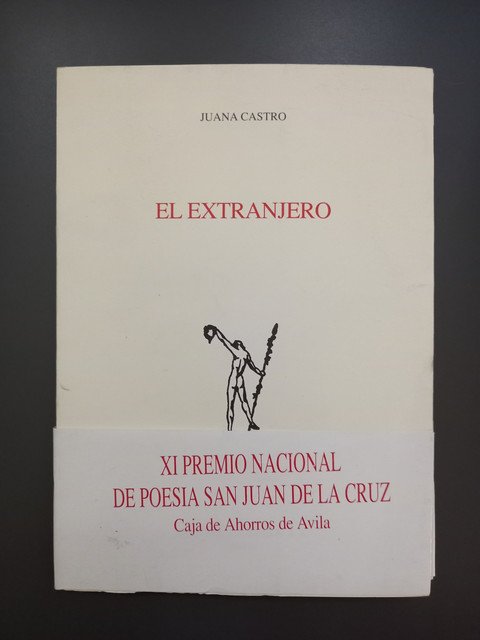 JUANA CASTRO
EL EXTRANJERO
XI PREMIO NACIONAL
DE POESIA SAN JUAN DE LA CRUZ
Caja de Ahorros de Avila